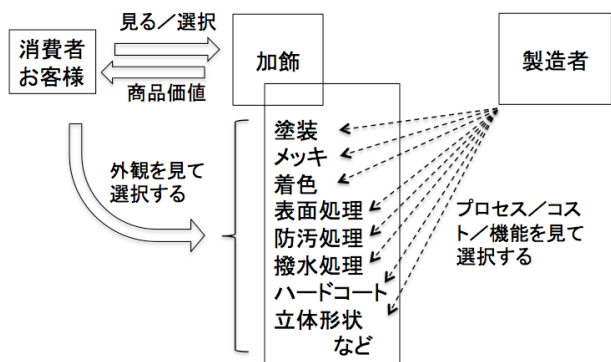 見る／選択
消費者
お客様
商品価値
加飾
製造者
外観を見て
選択する
塗装
メッキ
着色
表面処理
防汚処理
撥水処理
ハードコート
立体形状
など
プロセス／コス
ト／機能を見て
選択する